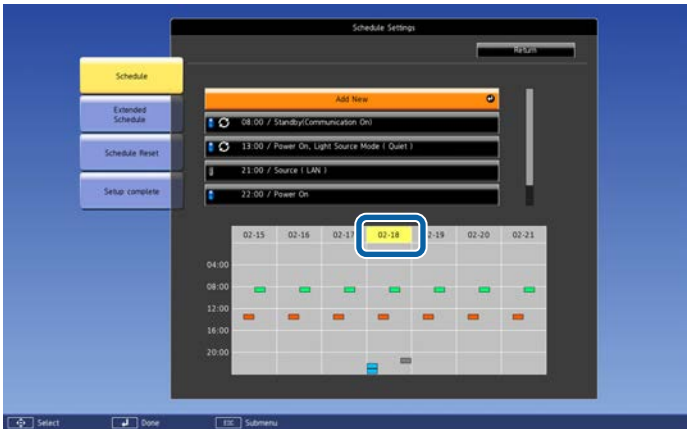 Schedule Settings
Return
Schedule
Extended
Schedule
Schedule Reset
Setup complete
Add New
08:00 / Standby(Communication On)
13:00 / Power On, Light Source Mode ( Quiet )
21:00 / Source ( LAN )
22:00 / Power On
02-15 02-16 02-17 02-18 2-19 02-20 02-21
04:00
08:00
12:00
16:00
20:00
Select Done ESC Submenu